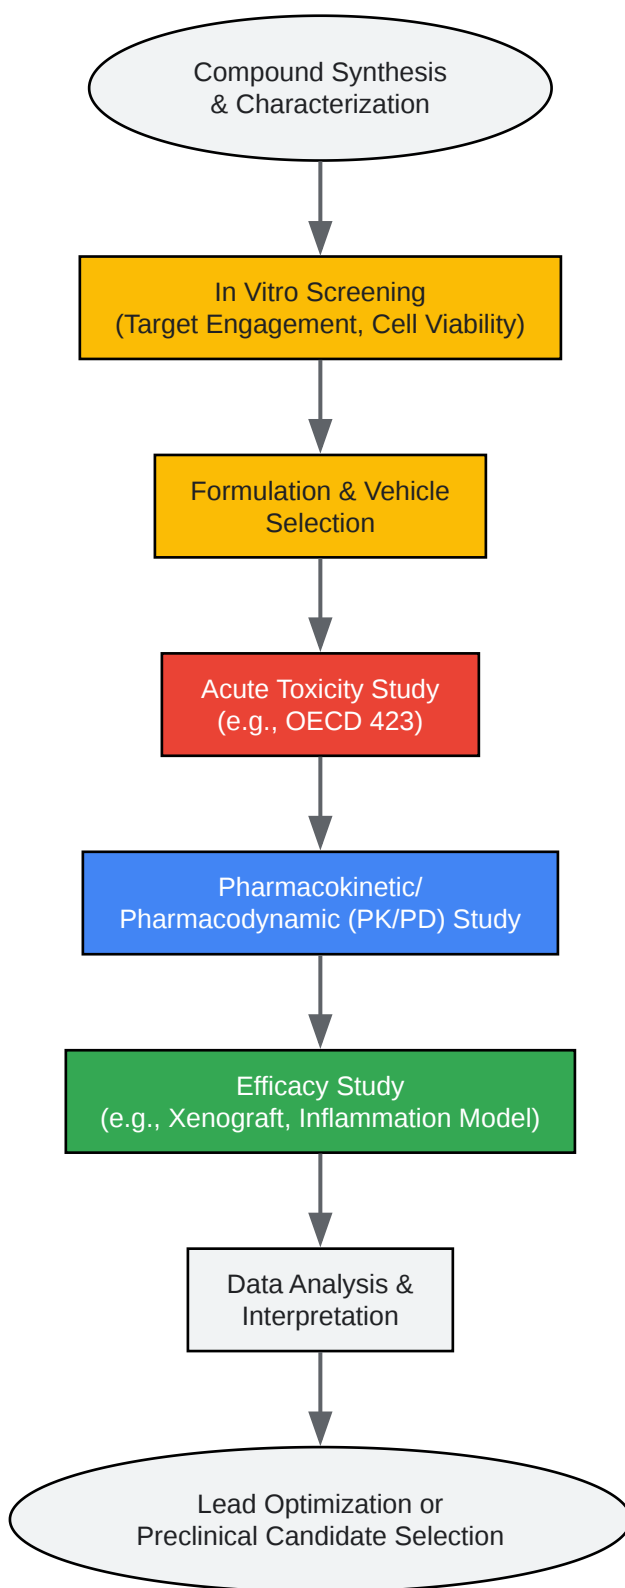 Compound Synthesis
& Characterization
In Vitro Screening
(Target Engagement, Cell Viability)
Formulation & Vehicle
Selection
Acute Toxicity Study
(e.g., OECD 423)
Pharmacokinetic/
Pharmacodynamic (PK/PD) Study
Efficacy Study
(e.g., Xenograft, Inflammation Model)
Data Analysis &
Interpretation
Lead Optimization or
Preclinical Candidate Selection